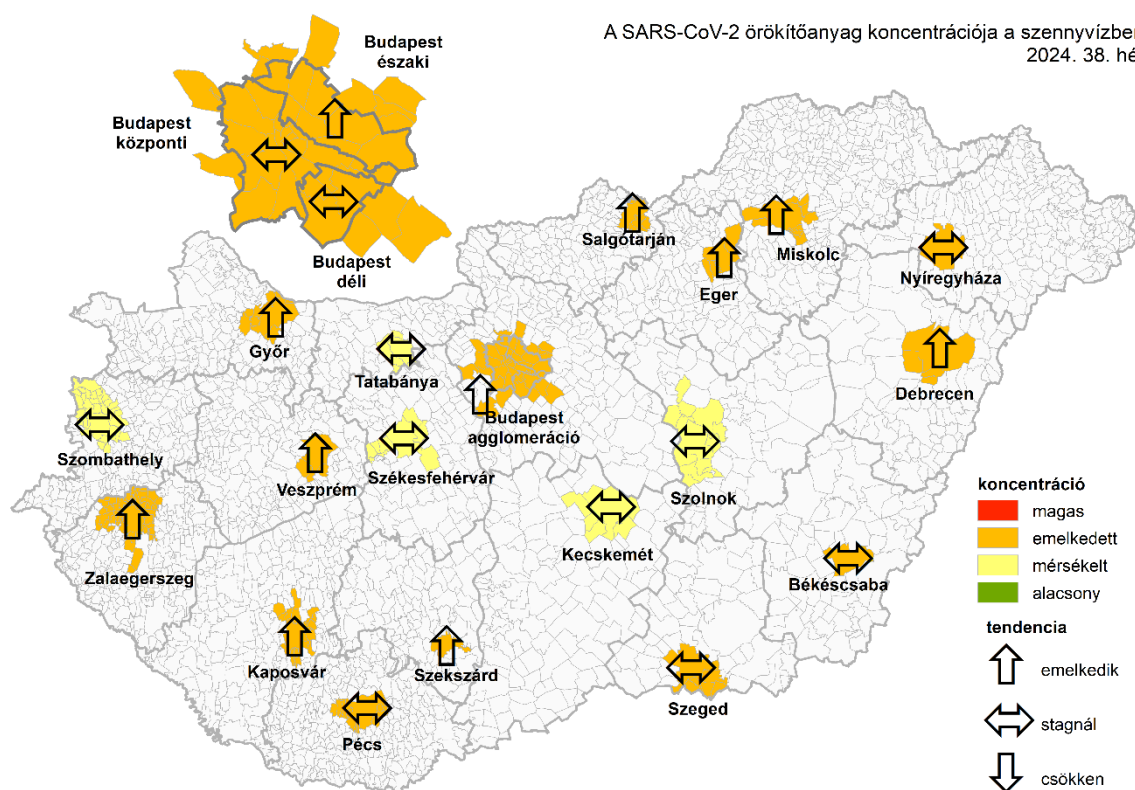 A SARS-CoV-2 örökítőanyag koncentrációja a szennyvízben
2024. 38. hé
Budapest
északi
Budapest
központi
Budapest
déli
Salgótarján
Miskolc
Eger
Nyíregyháza
Győr
Tatabánya
Debrecen
Budapest
agglomeráció
Szombathely
Veszprém
Székesfehérvár
Szolnok
Kecskemét
Zalaegerszeg
Békéscsaba
Kaposvár
Szekszárd
Szeged
Pécs
koncentráció
magas
emelkedett
mérsékelt
alacsony
tendencia
emelkedik
stagnál
csökken